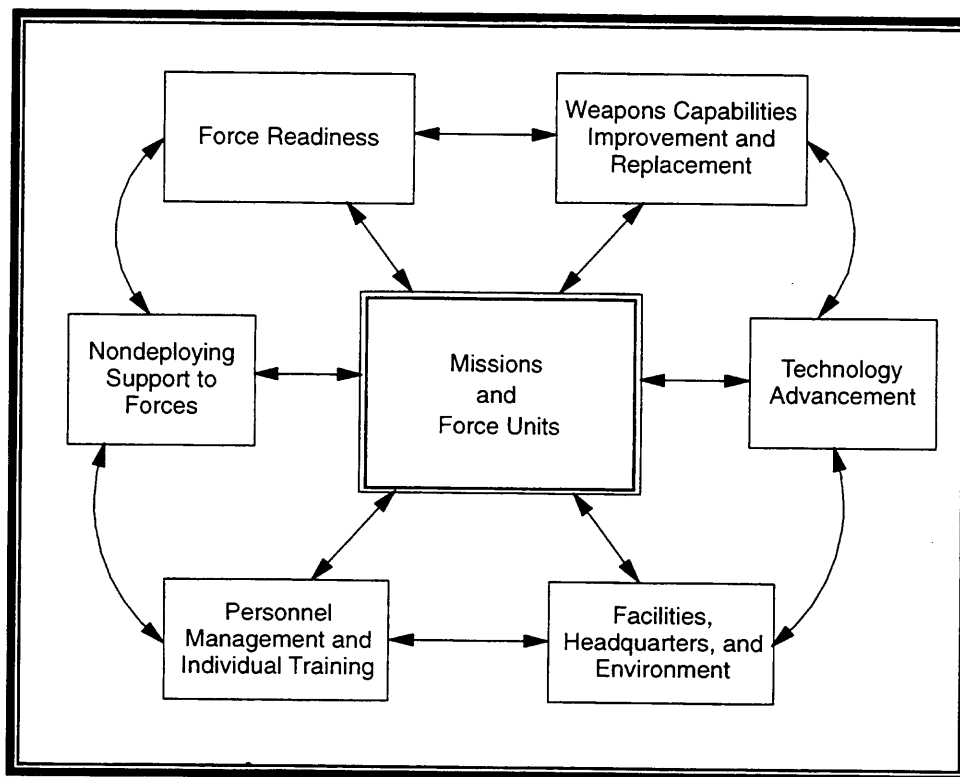 Force Readiness
Weapons Capabilities
Improvement and
Replacement
Nondeploying
Support to
Forces
Missions
and
Force Units
Technology
Advancement
Personnel
Management and
Individual Training
Facilities,
Headquarters, and
Environment